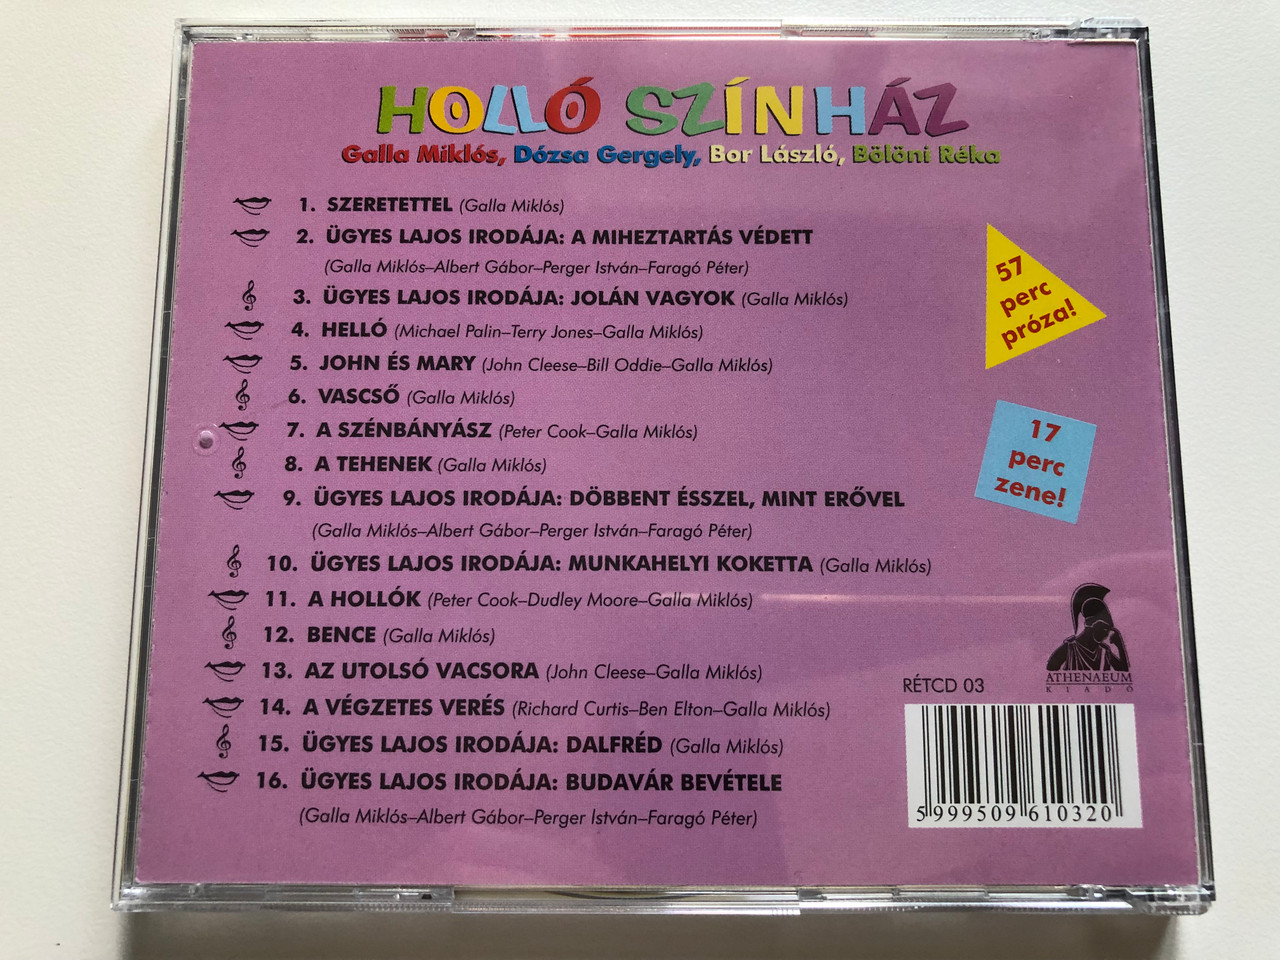 HOLLÓ SZÍNHÁZ
Galla Miklós, Dózsa Gergely, Bor László, Bölöni Réka
1. SZERETETTEL (Galla Miklós)
2. ÜGYES LAJOS IRODÁJA: A MIHEZTARTÁS VÉDETT
(Galla Miklós–Albert Gábor–Perger István–Faragó Péter)
3. ÜGYES LAJOS IRODÁJA: JOLÁN VAGYOK (Galla Miklós)
4. HELLÓ (Michael Palin–Terry Jones–Galla Miklós)
5. JOHN ÉS MARY (John Cleese–Bill Oddie–Galla Miklós)
6. VASCSŐ (Galla Miklós)
7. A SZÉNBÁNYÁSZ (Peter Cook–Galla Miklós)
8. A TEHENEK (Galla Miklós)
9. ÜGYES LAJOS IRODÁJA: DÖBBENT ÉSSZEL, MINT ERŐVEL
(Galla Miklós–Albert Gábor–Perger István–Faragó Péter)
10. ÜGYES LAJOS IRODÁJA: MUNKAHELYI KOKETTA (Galla Miklós)
11. A HOLLÓK (Peter Cook–Dudley Moore–Galla Miklós)
12. BENCE (Galla Miklós)
13. AZ UTOLSÓ VACSORA (John Cleese–Galla Miklós)
14. A VÉGZETES VERÉS (Richard Curtis–Ben Elton–Galla Miklós)
15. ÜGYES LAJOS IRODÁJA: DALFRÉD (Galla Miklós)
16. ÜGYES LAJOS IRODÁJA: BUDAVÁR BEVÉTELE
(Galla Miklós–Albert Gábor–Perger István–Faragó Péter)
57
perc
próza!
17
perc
zene!
ATHENAEUM
KIADÓ
RÉTCD 03
5999509610320